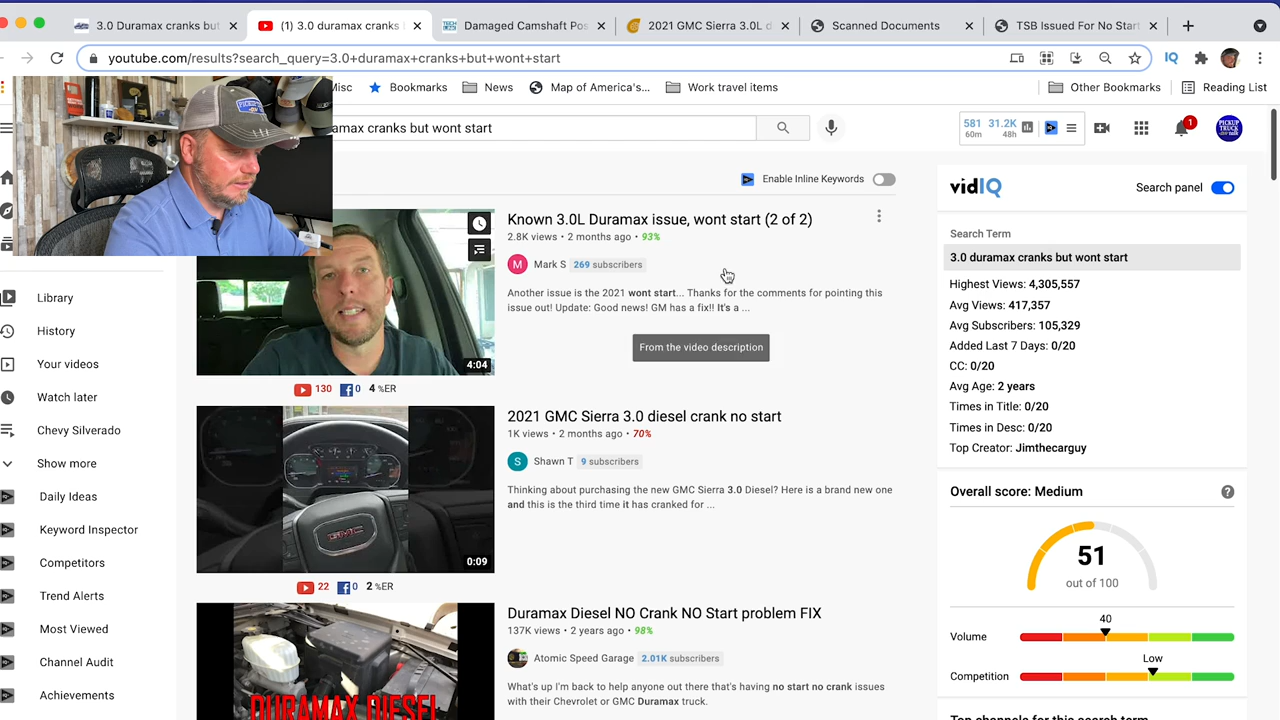 3.0 Duramax cranks but
(1) 3.0 duramax cranks
Damaged Camshaft Pos
2021 GMC Sierra 3.0L d
Scanned Documents
TSB Issued For No Start
youtube.com/results?search_query=3.0+duramax+cranks+but+wont+start
IQ
Misc
Bookmarks
News
Map of America's...
Work travel items
Other Bookmarks
Reading List
amax cranks but wont start
581
60m
31.2K
48h
1
PICKUP
TRUCK
talk
Enable Inline Keywords
vidIQ
Search panel
Library
History
Your videos
Watch later
Chevy Silverado
Show more
Daily Ideas
Keyword Inspector
Competitors
Trend Alerts
Most Viewed
Channel Audit
Achievements
Known 3.0L Duramax issue, wont start (2 of 2)
2.8K views • 2 months ago • 93%
M Mark S 269 subscribers
Another issue is the 2021 wont start... Thanks for the comments for pointing this
issue out! Update: Good news! GM has a fix!! It's a ...
From the video description
4:04
130 0 4 %ER
2021 GMC Sierra 3.0 diesel crank no start
1K views • 2 months ago • 70%
S Shawn T 9 subscribers
Thinking about purchasing the new GMC Sierra 3.0 Diesel? Here is a brand new one
and this is the third time it has cranked for ...
GMC
0:09
22 0 2 %ER
Duramax Diesel NO Crank NO Start problem FIX
137K views • 2 years ago • 98%
Atomic Speed Garage 2.01K subscribers
What's up I'm back to help anyone out there that's having no start no crank issues
with their Chevrolet or GMC Duramax truck.
DURAMAX DIESEL
Search Term
3.0 duramax cranks but wont start
Highest Views: 4,305,557
Avg Views: 417,357
Avg Subscribers: 105,329
Added Last 7 Days: 0/20
CC: 0/20
Avg Age: 2 years
Times in Title: 0/20
Times in Desc: 0/20
Top Creator: Jimthecarguy
Overall score: Medium
51
out of 100
40
Volume
Low
Competition
Top channels for this search term